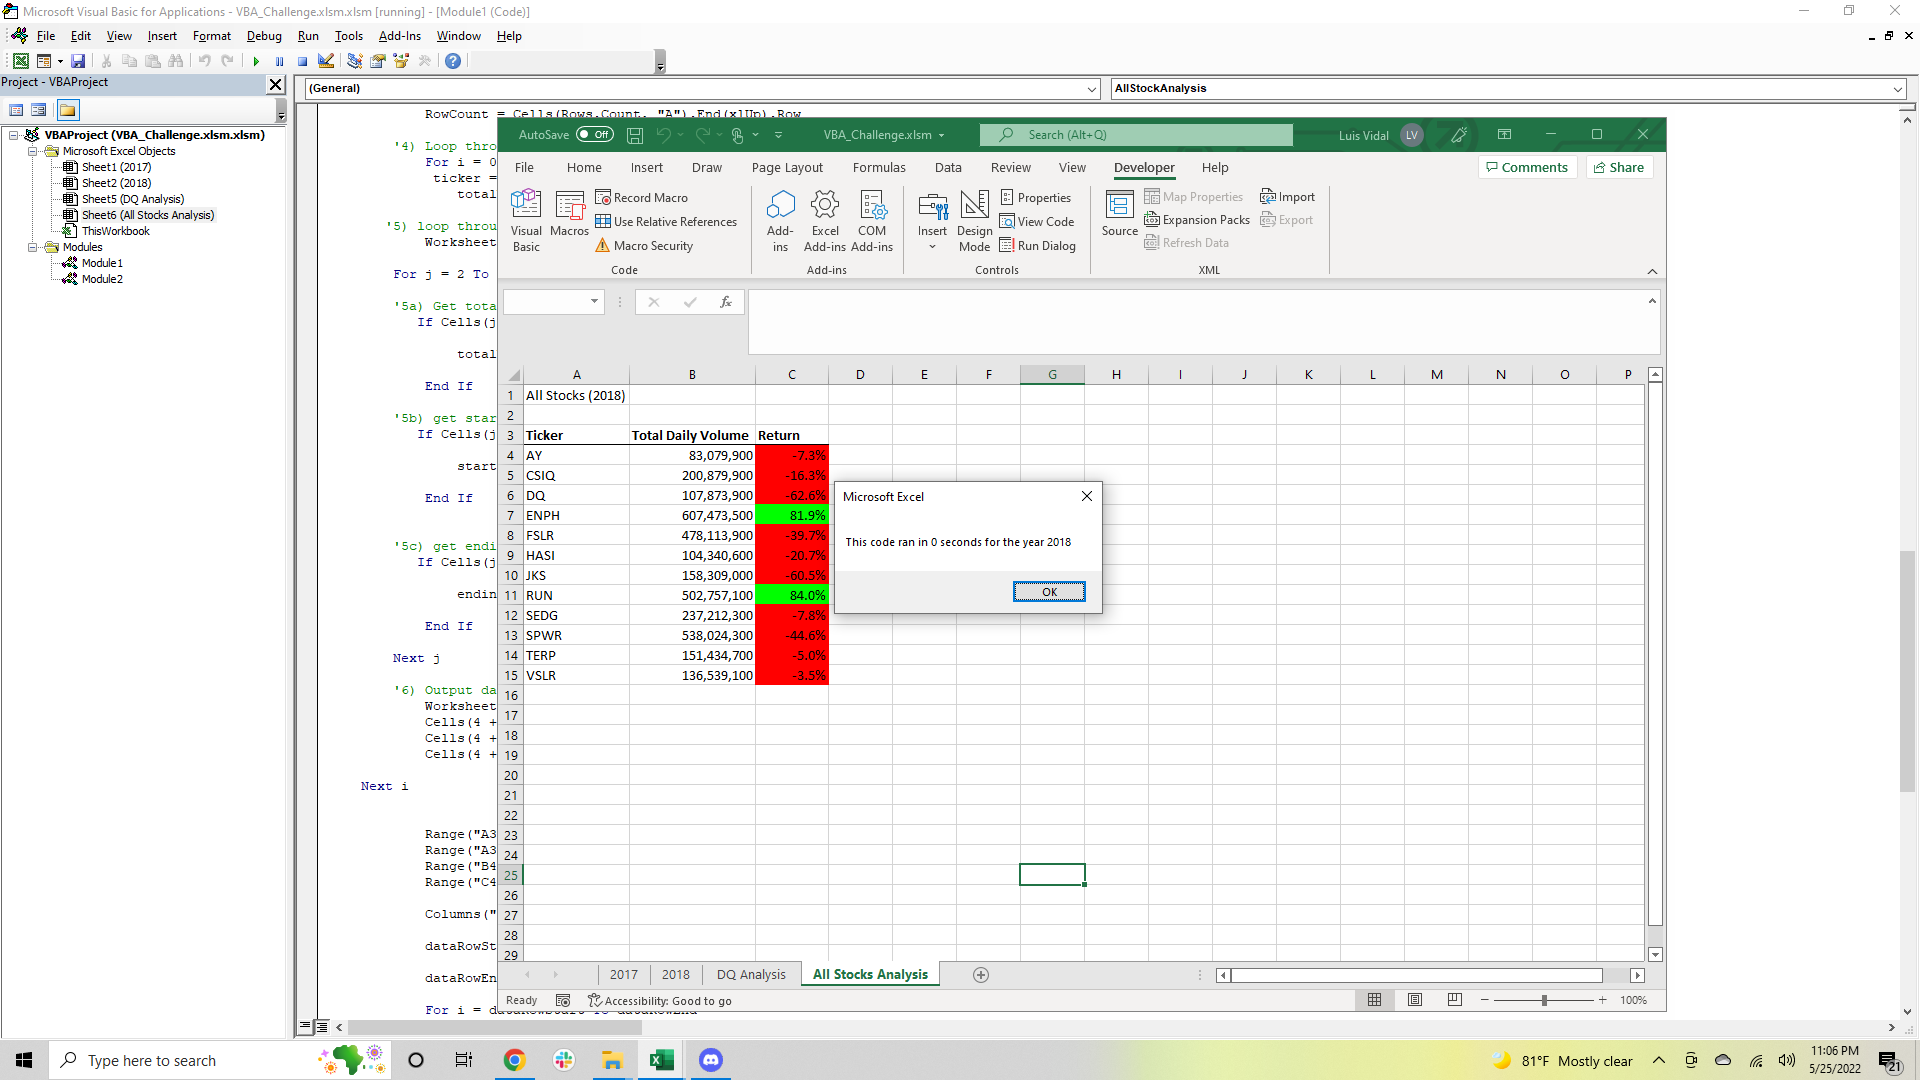 Microsoft Visual Basic for Applications - VBA_Challenge.xlsm.xlsm [running] - [Module1 (Code)]
File Edit View Insert Format Debug Run Tools Add-Ins Window Help
Project - VBAProject
(General)
AllStockAnalysis
VBAProject (VBA_Challenge.xlsm.xlsm)
Microsoft Excel Objects
Sheet1 (2017)
Sheet2 (2018)
Sheet5 (DQ Analysis)
Sheet6 (All Stocks Analysis)
ThisWorkbook
Modules
Module1
Module2
RowCount = Cells(Rows.Count, "A").End(xlUp).Row
'4) Loop throu
For i = 0
ticker =
total
'5) loop throu
Worksheet
For j = 2 To
'5a) Get tota
If Cells(j
total
End If
'5b) get star
If Cells(j
start
End If
'5c) get endi
If Cells(j
endin
End If
Next j
'6) Output da
Worksheet
Cells(4 +
Cells(4 +
Cells(4 +
Next i
Range("A3
Range("A3
Range("B4
Range("C4
Columns("
dataRowSt
dataRowEn
For i = dataRowStart To dataRowEnd
AutoSave Off VBA_Challenge.xlsm Search (Alt+Q) Luis Vidal LV
File Home Insert Draw Page Layout Formulas Data Review View Developer Help Comments Share
Visual Basic
Macros
Record Macro
Use Relative References
Macro Security
Code
Add-ins
Excel Add-ins
COM Add-ins
Add-ins
Insert
Design Mode
Properties
View Code
Run Dialog
Controls
Source
Map Properties
Expansion Packs
Refresh Data
Import
Export
XML
fx
A B C D E F G H I J K L M N O P
1 All Stocks (2018)
2
3 Ticker Total Daily Volume Return
4 AY 83,079,900 -7.3%
5 CSIQ 200,879,900 -16.3%
6 DQ 107,873,900 -62.6%
7 ENPH 607,473,500 81.9%
8 FSLR 478,113,900 -39.7%
9 HASI 104,340,600 -20.7%
10 JKS 158,309,000 -60.5%
11 RUN 502,757,100 84.0%
12 SEDG 237,212,300 -7.8%
13 SPWR 538,024,300 -44.6%
14 TERP 151,434,700 -5.0%
15 VSLR 136,539,100 -3.5%
16
17
18
19
20
21
22
23
24
25
26
27
28
29
Microsoft Excel
This code ran in 0 seconds for the year 2018
OK
2017 2018 DQ Analysis All Stocks Analysis
Ready Accessibility: Good to go 100%
Type here to search
81°F Mostly clear
11:06 PM
5/25/2022
21